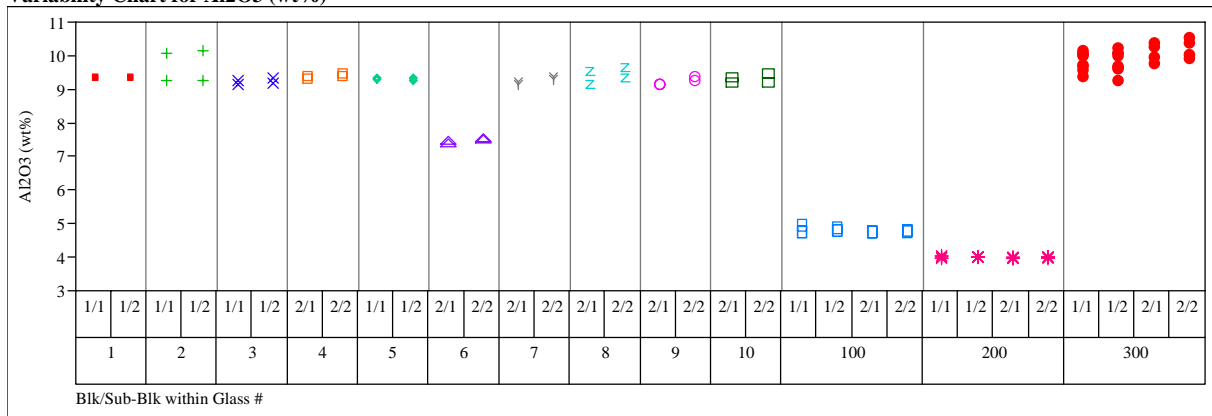 Variability Chart for Al2O3 (wt%)
11
10
9
8
7
6
5
4
3
Al2O3 (wt%)
1/1 1/2 1/1 1/2 1/1 1/2 2/1 2/2 1/1 1/2 2/1 2/2 2/1 2/2 2/1 2/2 2/1 2/2 2/1 2/2 1/1 1/2 2/1 2/2 1/1 1/2 2/1 2/2 1/1 1/2 2/1 2/2
1 2 3 4 5 6 7 8 9 10 100 200 300
Blk/Sub-Blk within Glass #